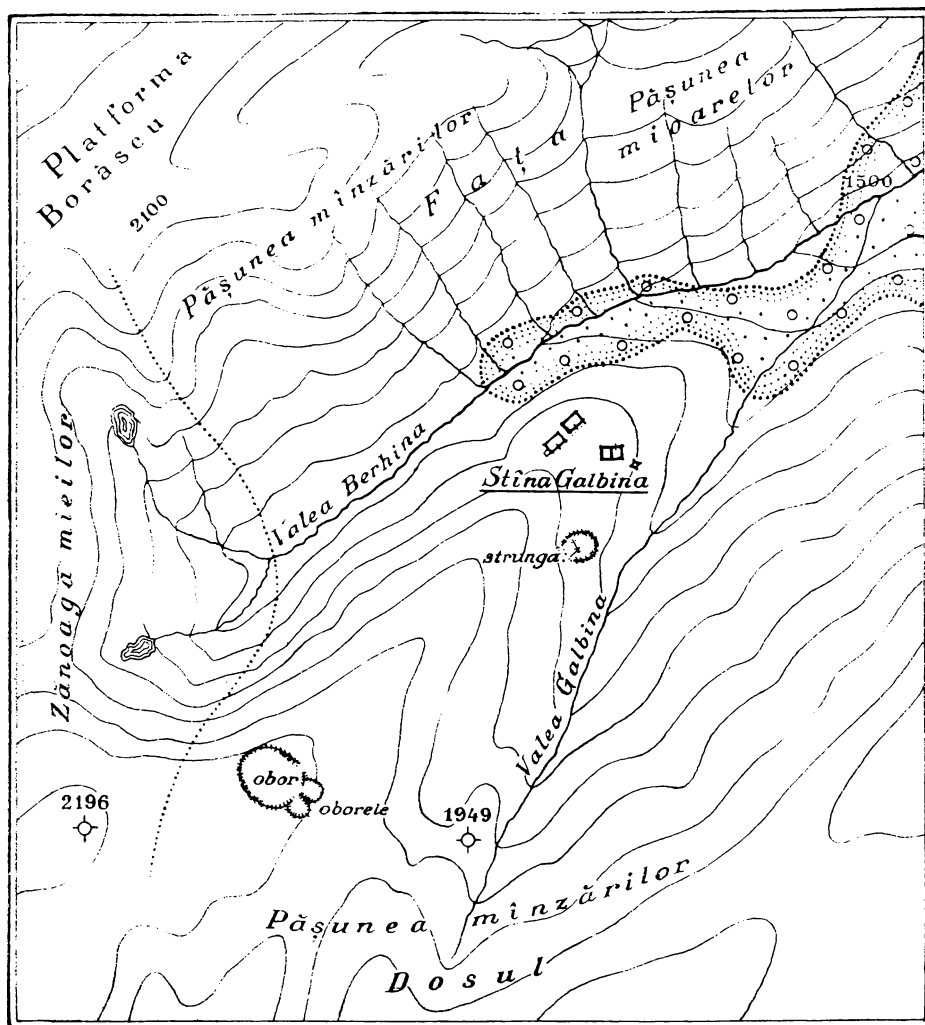 Platforma
Borăscu
2100
Pășunea mînzărilor
Fața
Pășunea
mioarelor
1500
Zănoaga mieilor
Valea Berhina
Stîna Galbina
strunga
Valea Galbina
obor
oborele
2196
1949
Pășunea mînzărilor
Dosul